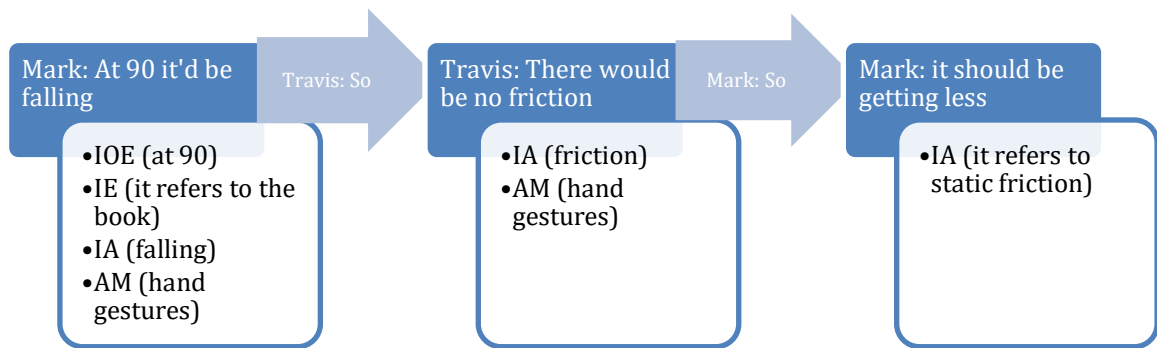 Mark: At 90 it'd be
falling
•IOE (at 90)
•IE (it refers to the
book)
•IA (falling)
•AM (hand
gestures)
Travis: So
Travis: There would
be no friction
•IA (friction)
•AM (hand
gestures)
Mark: So
Mark: it should be
getting less
•IA (it refers to
static friction)